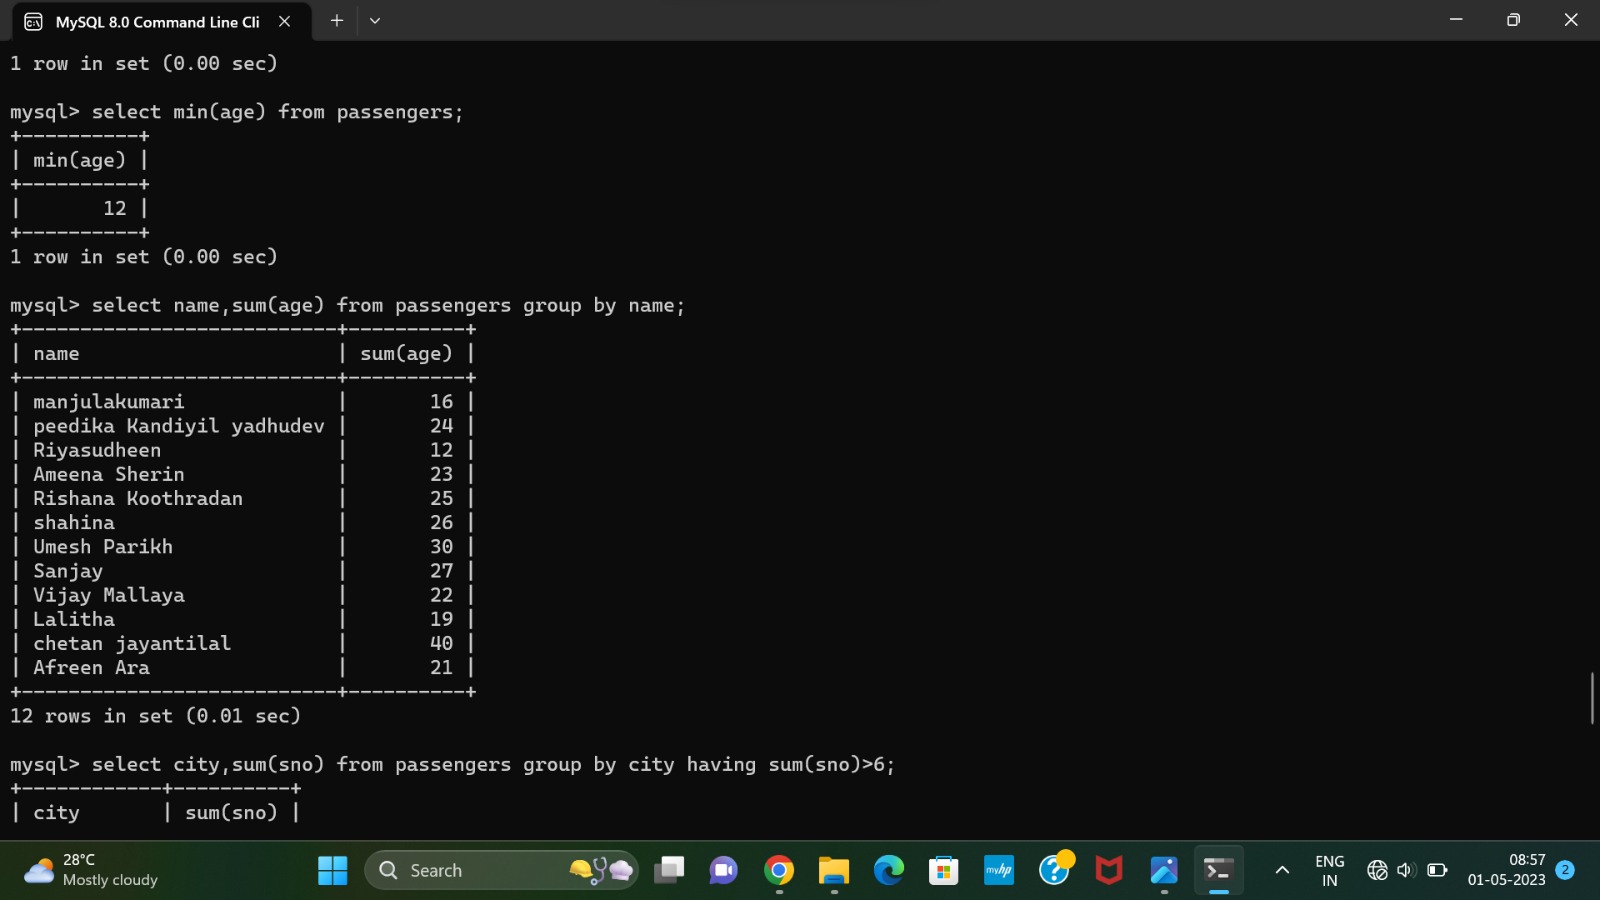 MySQL 8.0 Command Line Cli
1 row in set (0.00 sec)
mysql> select min(age) from passengers;
+----------+
| min(age) |
+----------+
|       12 |
+----------+
1 row in set (0.00 sec)
mysql> select name,sum(age) from passengers group by name;
+---------------------------+----------+
| name                      | sum(age) |
+---------------------------+----------+
| manjulakumari             |       16 |
| peedika Kandiyil yadhudev |       24 |
| Riyasudheen               |       12 |
| Ameena Sherin             |       23 |
| Rishana Koothradan        |       25 |
| shahina                   |       26 |
| Umesh Parikh              |       30 |
| Sanjay                    |       27 |
| Vijay Mallaya             |       22 |
| Lalitha                   |       19 |
| chetan jayantilal         |       40 |
| Afreen Ara                |       21 |
+---------------------------+----------+
12 rows in set (0.01 sec)
mysql> select city,sum(sno) from passengers group by city having sum(sno)>6;
+------------+----------+
| city       | sum(sno) |
28°C
Mostly cloudy
Search
myhp
ENG
IN
08:57
01-05-2023
2